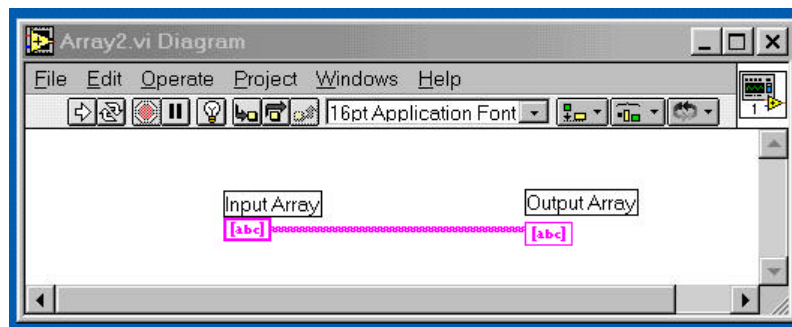 Array2.vi Diagram
File Edit Operate Project Windows Help
16pt Application Font
1
Input Array Output Array
[abc] [abc]